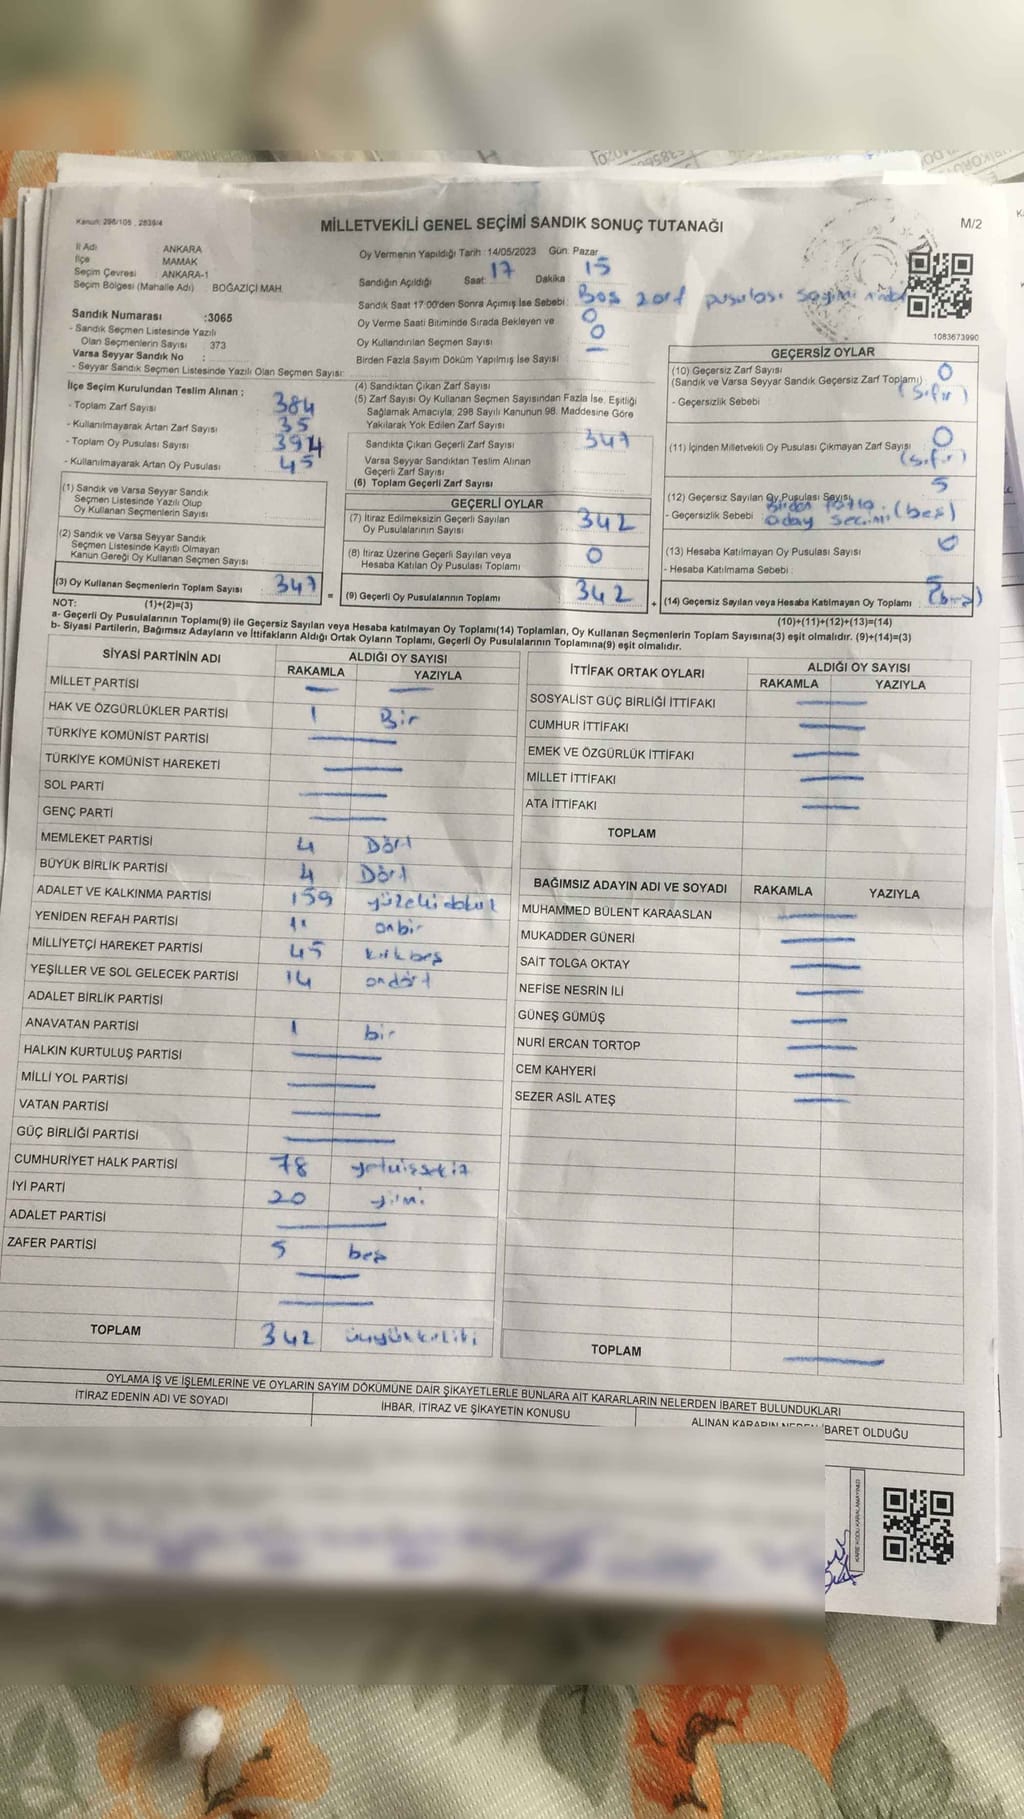 Kanun: 298/105 , 2839/4
MİLLETVEKİLİ GENEL SEÇİMİ SANDIK SONUÇ TUTANAĞI
M/2
İl Adı ANKARA
İlçe MAMAK
Seçim Çevresi : ANKARA-1
Seçim Bölgesi (Mahalle Adı) : BOĞAZİÇİ MAH.
Oy Vermenin Yapıldığı Tarih : 14/05/2023 Gün: Pazar
Sandığın Açıldığı Saat: 17 Dakika : 15
Sandık Saat 17:00'den Sonra Açımış İse Sebebi: Boş zarf pusulası sayımı
Oy Verme Saati Bitiminde Sırada Bekleyen ve 0
Oy Kullandırılan Seçmen Sayısı 0
Birden Fazla Sayım Döküm Yapılmış İse Sayısı : —
1083673990
Sandık Numarası :3065
- Sandık Seçmen Listesinde Yazılı
Olan Seçmenlerin Sayısı : 373
Varsa Seyyar Sandık No :
- Seyyar Sandık Seçmen Listesinde Yazılı Olan Seçmen Sayısı:
İlçe Seçim Kurulundan Teslim Alınan :
- Toplam Zarf Sayısı : 384
- Kullanılmayarak Artan Zarf Sayısı : 35
- Toplam Oy Pusulası Sayısı : 394
- Kullanılmayarak Artan Oy Pusulası : 45
(1) Sandık ve Varsa Seyyar Sandık
Seçmen Listesinde Yazılı Olup
Oy Kullanan Seçmenlerin Sayısı
(2) Sandık ve Varsa Seyyar Sandık
Seçmen Listesinde Kayıtlı Olmayan
Kanun Gereği Oy Kullanan Seçmen Sayısı
(3) Oy Kullanan Seçmenlerin Toplam Sayısı : 347
(1)+(2)=(3)
(4) Sandıktan Çıkan Zarf Sayısı
(5) Zarf Sayısı Oy Kullanan Seçmen Sayısından Fazla İse, Eşitliği
Sağlamak Amacıyla, 298 Sayılı Kanunun 98. Maddesine Göre
Yakılarak Yok Edilen Zarf Sayısı
Sandıkta Çıkan Geçerli Zarf Sayısı : 347
Varsa Seyyar Sandıktan Teslim Alınan
Geçerli Zarf Sayısı
(6) Toplam Geçerli Zarf Sayısı
GEÇERLİ OYLAR
(7) İtiraz Edilmeksizin Geçerli Sayılan
Oy Pusulalarının Sayısı : 342
(8) İtiraz Üzerine Geçerli Sayılan veya
Hesaba Katılan Oy Pusulası Toplamı : 0
= (9) Geçerli Oy Pusulalarının Toplamı : 342
GEÇERSİZ OYLAR
(10) Geçersiz Zarf Sayısı 0
(Sandık ve Varsa Seyyar Sandık Geçersiz Zarf Toplamı) : (sıfır)
- Geçersizlik Sebebi :
(11) İçinden Milletvekili Oy Pusulası Çıkmayan Zarf Sayısı : 0
(sıfır)
(12) Geçersiz Sayılan Oy Pusulası Sayısı 5
- Geçersizlik Sebebi Birden fazla aday seçimi (beş)
(13) Hesaba Katılmayan Oy Pusulası Sayısı : 0
- Hesaba Katılmama Sebebi :
+ (14) Geçersiz Sayılan veya Hesaba Katılmayan Oy Toplamı : 5 (beş)
(10)+(11)+(12)+(13)=(14)
NOT:
a- Geçerli Oy Pusulalarının Toplamı(9) ile Geçersiz Sayılan veya Hesaba katılmayan Oy Toplamı(14) Toplamları, Oy Kullanan Seçmenlerin Toplam Sayısına(3) eşit olmalıdır. (9)+(14)=(3)
b- Siyasi Partilerin, Bağımsız Adayların ve İttifakların Aldığı Ortak Oyların Toplamı, Geçerli Oy Pusulalarının Toplamına(9) eşit olmalıdır.
SİYASİ PARTİNİN ADI ALDIĞI OY SAYISI
RAKAMLA YAZIYLA
MİLLET PARTİSİ — —
HAK VE ÖZGÜRLÜKLER PARTİSİ 1 Bir
TÜRKİYE KOMÜNİST PARTİSİ —
TÜRKİYE KOMÜNİST HAREKETİ —
SOL PARTİ —
GENÇ PARTİ —
MEMLEKET PARTİSİ 4 Dört
BÜYÜK BİRLİK PARTİSİ 4 Dört
ADALET VE KALKINMA PARTİSİ 159 yüzellidokuz
YENİDEN REFAH PARTİSİ 11 onbir
MİLLİYETÇİ HAREKET PARTİSİ 45 kırkbeş
YEŞİLLER VE SOL GELECEK PARTİSİ 14 ondört
ADALET BİRLİK PARTİSİ
ANAVATAN PARTİSİ 1 bir
HALKIN KURTULUŞ PARTİSİ —
MİLLİ YOL PARTİSİ —
VATAN PARTİSİ —
GÜÇ BİRLİĞİ PARTİSİ —
CUMHURİYET HALK PARTİSİ 78 yetmişsekiz
İYİ PARTİ 20 yirmi
ADALET PARTİSİ —
ZAFER PARTİSİ 5 beş
—
—
TOPLAM 342 üçyüzkırkiki
İTTİFAK ORTAK OYLARI ALDIĞI OY SAYISI
RAKAMLA YAZIYLA
SOSYALİST GÜÇ BİRLİĞİ İTTİFAKI —
CUMHUR İTTİFAKI —
EMEK VE ÖZGÜRLÜK İTTİFAKI —
MİLLET İTTİFAKI —
ATA İTTİFAKI —
TOPLAM
BAĞIMSIZ ADAYIN ADI VE SOYADI RAKAMLA YAZIYLA
MUHAMMED BÜLENT KARAASLAN —
MUKADDER GÜNERİ —
SAİT TOLGA OKTAY —
NEFİSE NESRİN İLİ —
GÜNEŞ GÜMÜŞ —
NURİ ERCAN TORTOP —
CEM KAHYERİ —
SEZER ASİL ATEŞ —
TOPLAM —
OYLAMA İŞ VE İŞLEMLERİNE VE OYLARIN SAYIM DÖKÜMÜNE DAİR ŞİKAYETLERLE BUNLARA AİT KARARLARIN NELERDEN İBARET BULUNDUKLARI
İTİRAZ EDENİN ADI VE SOYADI
İHBAR, İTİRAZ VE ŞİKAYETİN KONUSU
ALINAN KARARIN NEDEN İBARET OLDUĞU
KARE KODU KARALAMAYINIZ